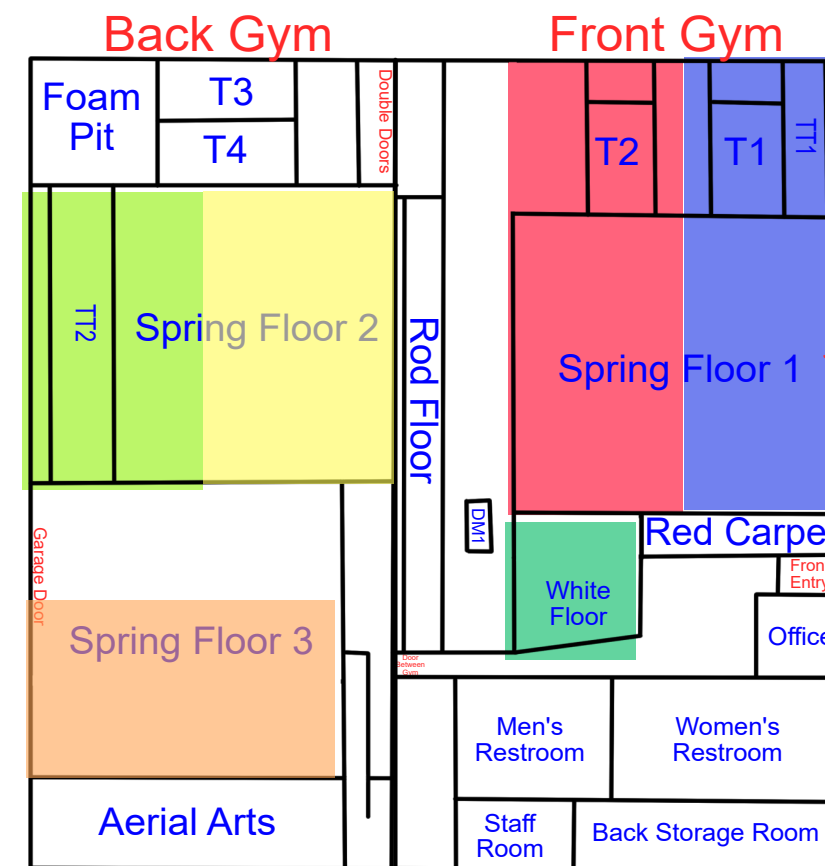 Back Gym
Front Gym
Foam
Pit
T3
T4
Double Doors
T2
T1
TT1
TT2
Spring Floor 2
Rod Floor
Spring Floor 1
DM1
Red Carpe
Garage Door
White
Floor
Fron
Entry
Spring Floor 3
Office
Door
Between
Gym
Men's
Restroom
Women's
Restroom
Aerial Arts
Staff
Room
Back Storage Room